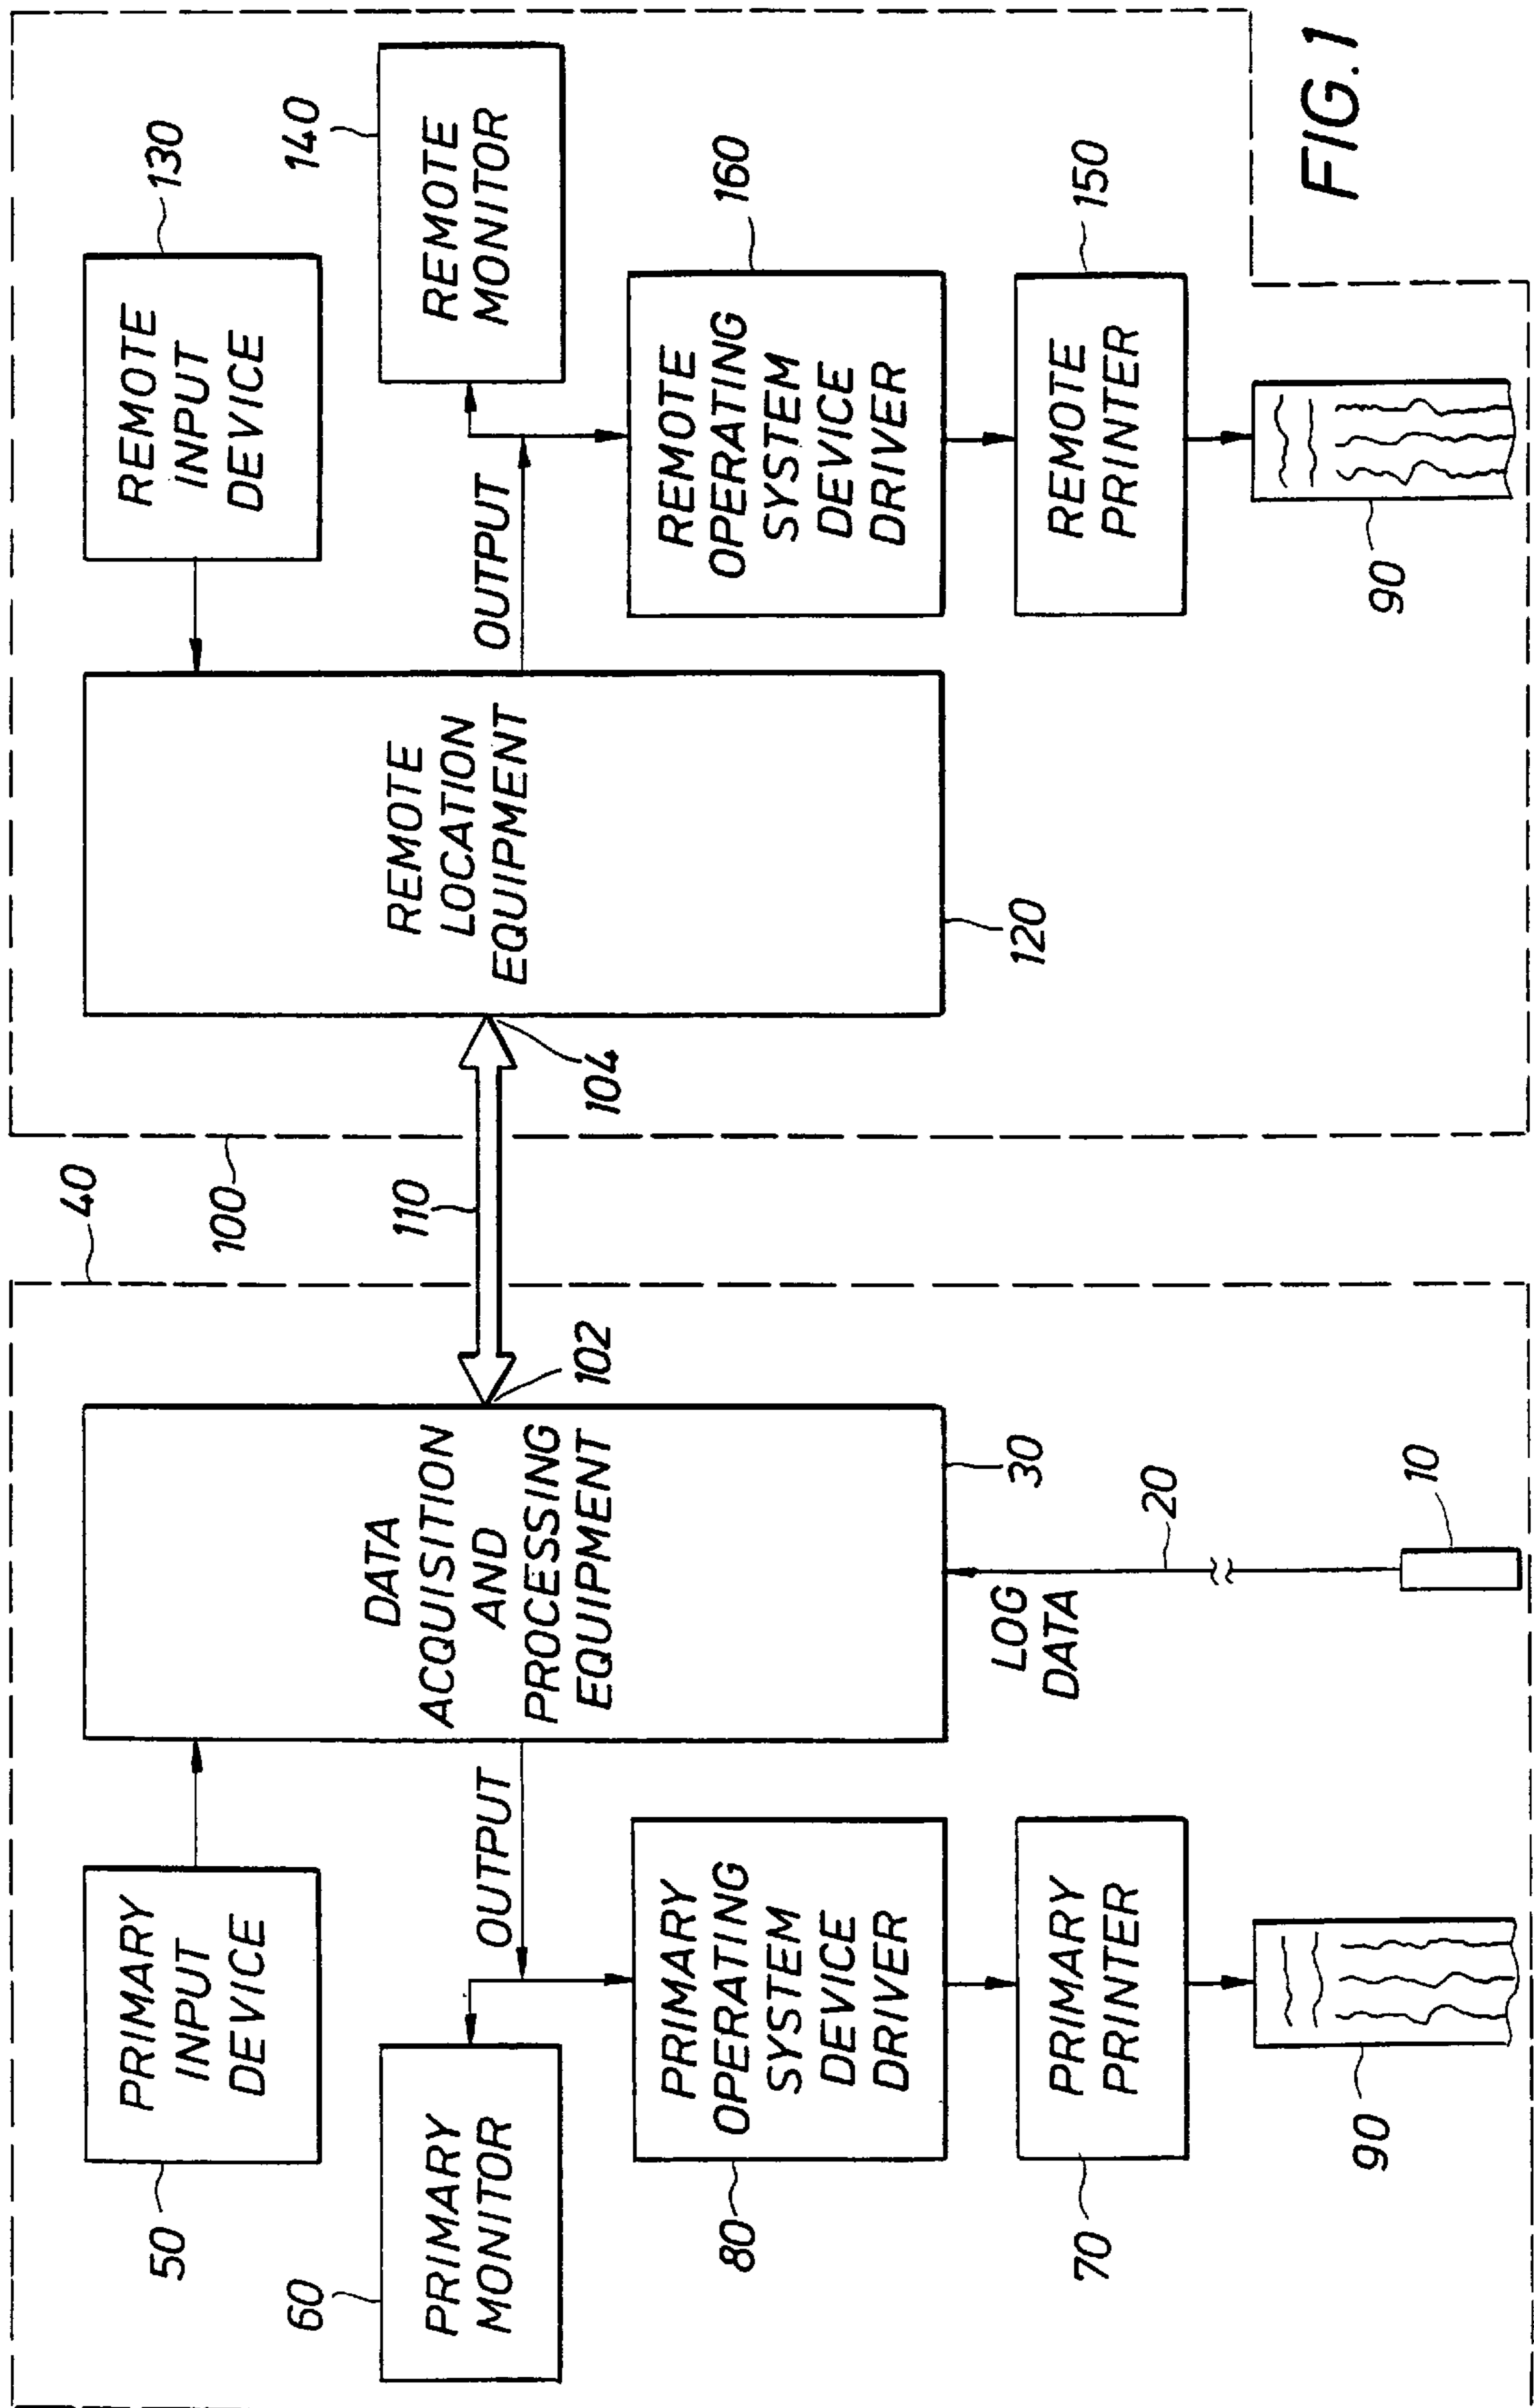 40
50
PRIMARY
INPUT
DEVICE
60
PRIMARY
MONITOR
OUTPUT
80
PRIMARY
OPERATING
SYSTEM
DEVICE
DRIVER
70
PRIMARY
PRINTER
90
DATA
ACQUISITION
AND
PROCESSING
EQUIPMENT
30
LOG
DATA
20
10
102
110
100
104
REMOTE
LOCATION
EQUIPMENT
120
REMOTE
INPUT
DEVICE
130
OUTPUT
140
REMOTE
MONITOR
REMOTE
OPERATING
SYSTEM
DEVICE
DRIVER
160
REMOTE
PRINTER
150
90
FIG.1